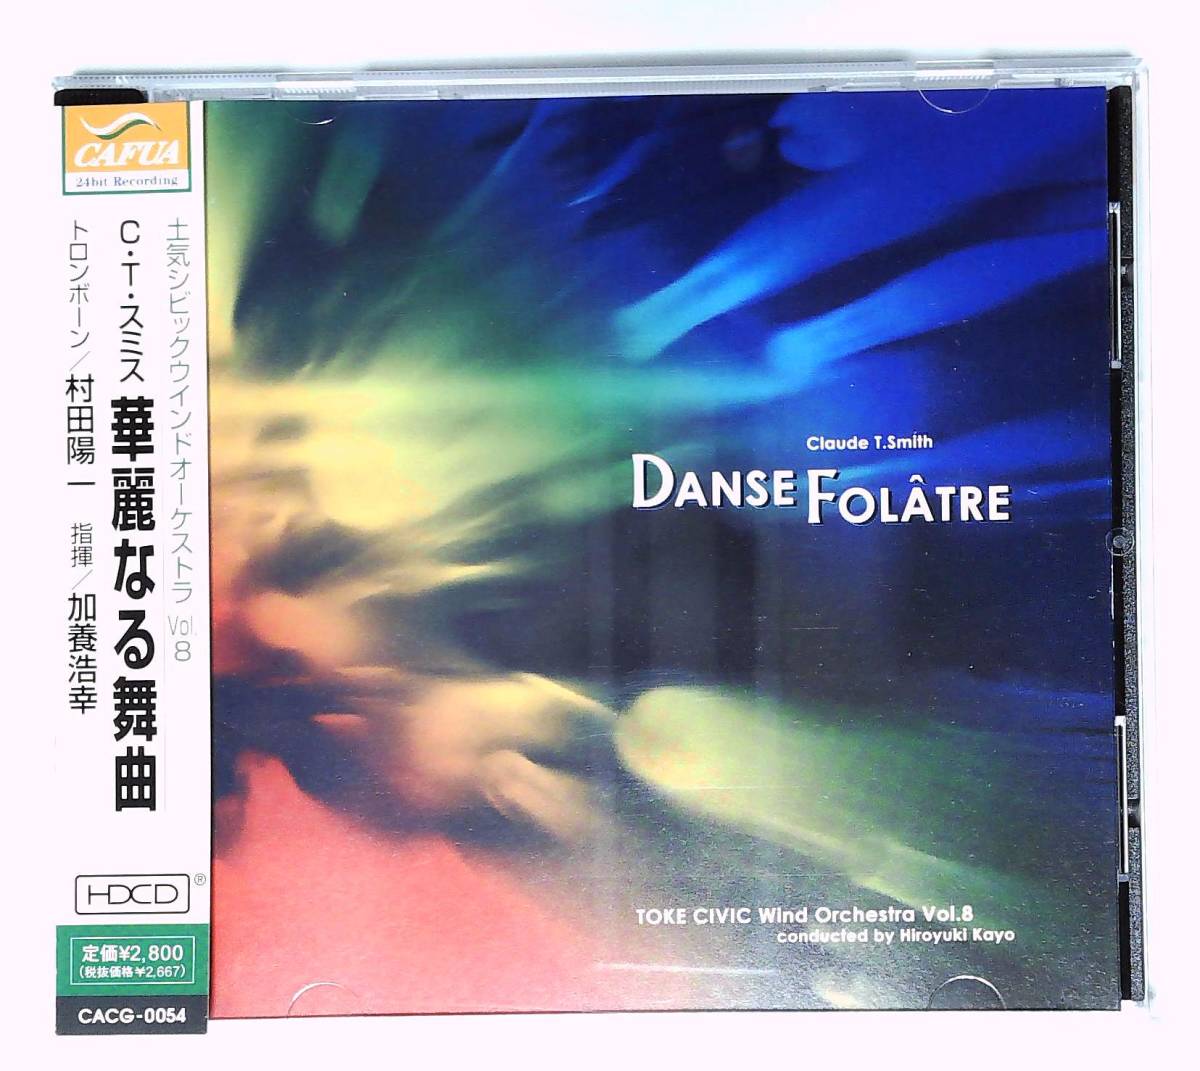 CAFUA
24bit Recording
土気シビックウインドオーケストラ Vol.8
C・T・スミス 華麗なる舞曲
トロンボーン／村田陽一 指揮／加養浩幸
HDCD®
定価¥2,800
(税抜価格¥2,667)
CACG-0054
Claude T.Smith
DANSE FOLÂTRE
TOKE CIVIC Wind Orchestra Vol.8
conducted by Hiroyuki Kayo